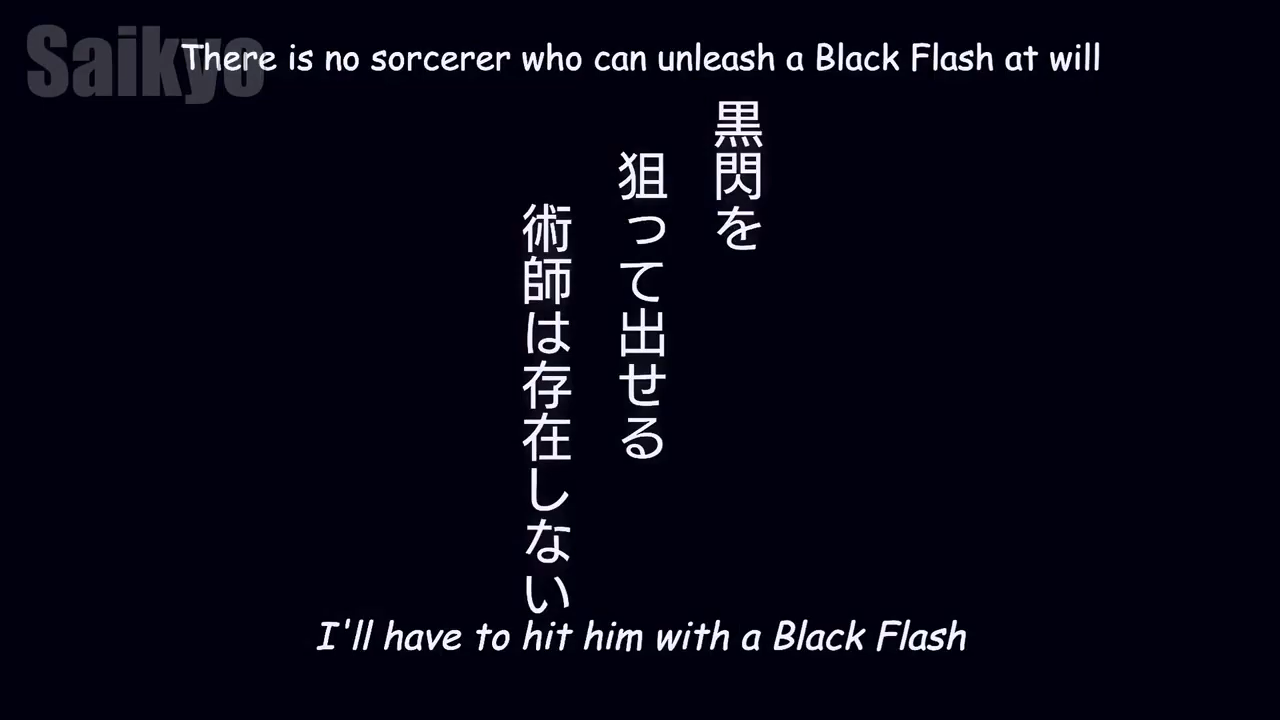 Saikyo
There is no sorcerer who can unleash a Black Flash at will
黒閃を
狙って出せる
術師は存在しない
I'll have to hit him with a Black Flash